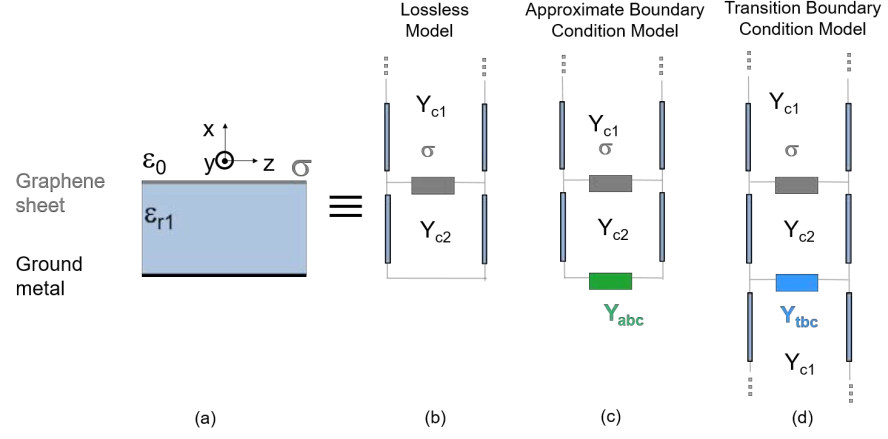 Lossless
Model
Approximate Boundary
Condition Model
Transition Boundary
Condition Model
x
y
z
ε0
σ
Graphene
sheet
εr1
Ground
metal
≡
Yc1
σ
Yc2
Yc1
σ
Yc2
Yabc
Yc1
σ
Yc2
Ytbc
Yc1
(a)
(b)
(c)
(d)